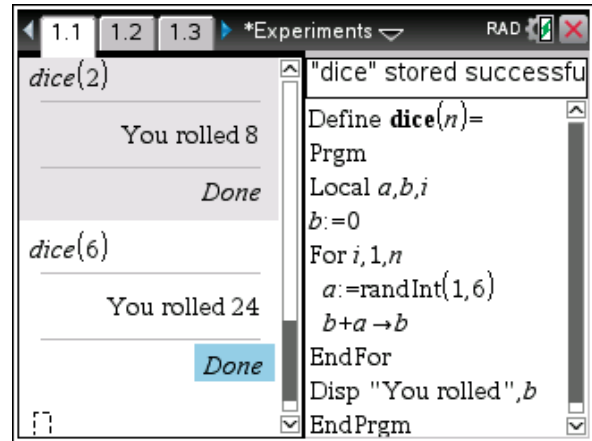 1.1 1.2 1.3 *Experiments RAD
dice(2)
You rolled 8
Done
dice(6)
You rolled 24
Done
"dice" stored successfu
Define dice(n)=
Prgm
Local a,b,i
b:=0
For i,1,n
a:=randInt(1,6)
b+a→b
EndFor
Disp "You rolled",b
EndPrgm